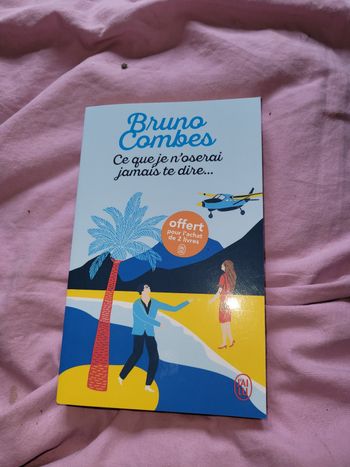 Bruno
Combes
Ce que je n'oserai
jamais te dire...
offert
pour l'achat
de 2 livres
J'AI
LU